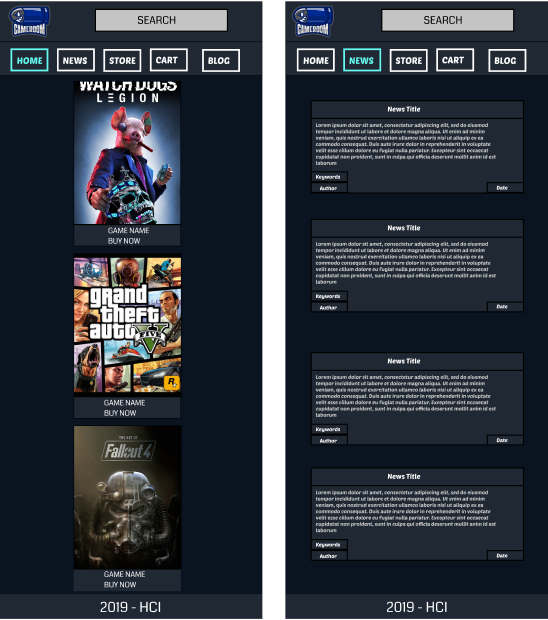 GAMEROOM
SEARCH
HOME
NEWS
STORE
CART
BLOG
WATCH DOGS
LEGION
GAME NAME
BUY NOW
grand
theft
auto
V
FIVE
R
GAME NAME
BUY NOW
THE ART OF
Fallout 4
GAME NAME
BUY NOW
2019 - HCI
GAMEROOM
SEARCH
HOME
NEWS
STORE
CART
BLOG
News Title
Lorem ipsum dolor sit amet, consectetur adipiscing elit, sed do eiusmod
tempor incididunt ut labore et dolore magna aliqua. Ut enim ad minim
veniam, quis nostrud exercitation ullamco laboris nisi ut aliquip ex ea
commodo consequat. Duis aute irure dolor in reprehenderit in voluptate
velit esse cillum dolore eu fugiat nulla pariatur. Excepteur sint occaecat
cupidatat non proident, sunt in culpa qui officia deserunt mollit anim id est
laborum
Keywords
Author
Date
News Title
Lorem ipsum dolor sit amet, consectetur adipiscing elit, sed do eiusmod
tempor incididunt ut labore et dolore magna aliqua. Ut enim ad minim
veniam, quis nostrud exercitation ullamco laboris nisi ut aliquip ex ea
commodo consequat. Duis aute irure dolor in reprehenderit in voluptate
velit esse cillum dolore eu fugiat nulla pariatur. Excepteur sint occaecat
cupidatat non proident, sunt in culpa qui officia deserunt mollit anim id est
laborum
Keywords
Author
Date
News Title
Lorem ipsum dolor sit amet, consectetur adipiscing elit, sed do eiusmod
tempor incididunt ut labore et dolore magna aliqua. Ut enim ad minim
veniam, quis nostrud exercitation ullamco laboris nisi ut aliquip ex ea
commodo consequat. Duis aute irure dolor in reprehenderit in voluptate
velit esse cillum dolore eu fugiat nulla pariatur. Excepteur sint occaecat
cupidatat non proident, sunt in culpa qui officia deserunt mollit anim id est
laborum
Keywords
Author
Date
News Title
Lorem ipsum dolor sit amet, consectetur adipiscing elit, sed do eiusmod
tempor incididunt ut labore et dolore magna aliqua. Ut enim ad minim
veniam, quis nostrud exercitation ullamco laboris nisi ut aliquip ex ea
commodo consequat. Duis aute irure dolor in reprehenderit in voluptate
velit esse cillum dolore eu fugiat nulla pariatur. Excepteur sint occaecat
cupidatat non proident, sunt in culpa qui officia deserunt mollit anim id est
laborum
Keywords
Author
Date
2019 - HCI